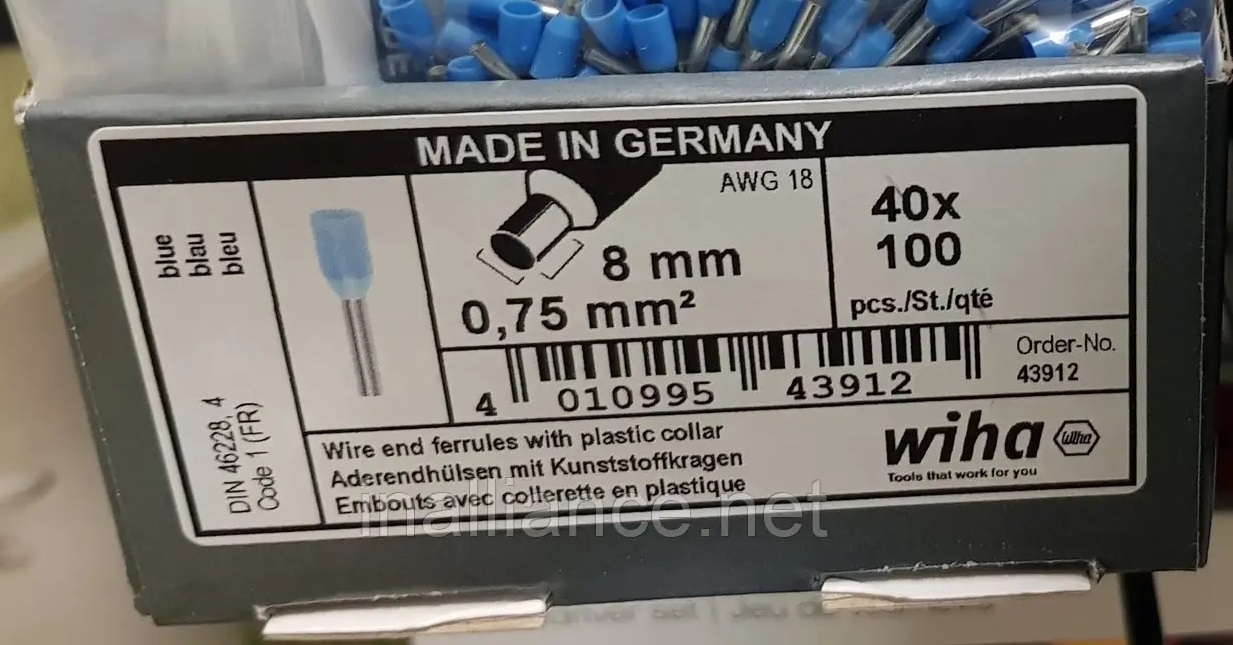 MADE IN GERMANY
blue
blau
bleu
DIN 46228, 4
Code 1 (FR)
AWG 18
8 mm
0,75 mm²
40x
100
pcs./St./qté
4 010995 43912
Order-No.
43912
Wire end ferrules with plastic collar
Aderendhülsen mit Kunststoffkragen
Embouts avec collerette en plastique
wiha
wiha
Tools that work for you
inalliance.net